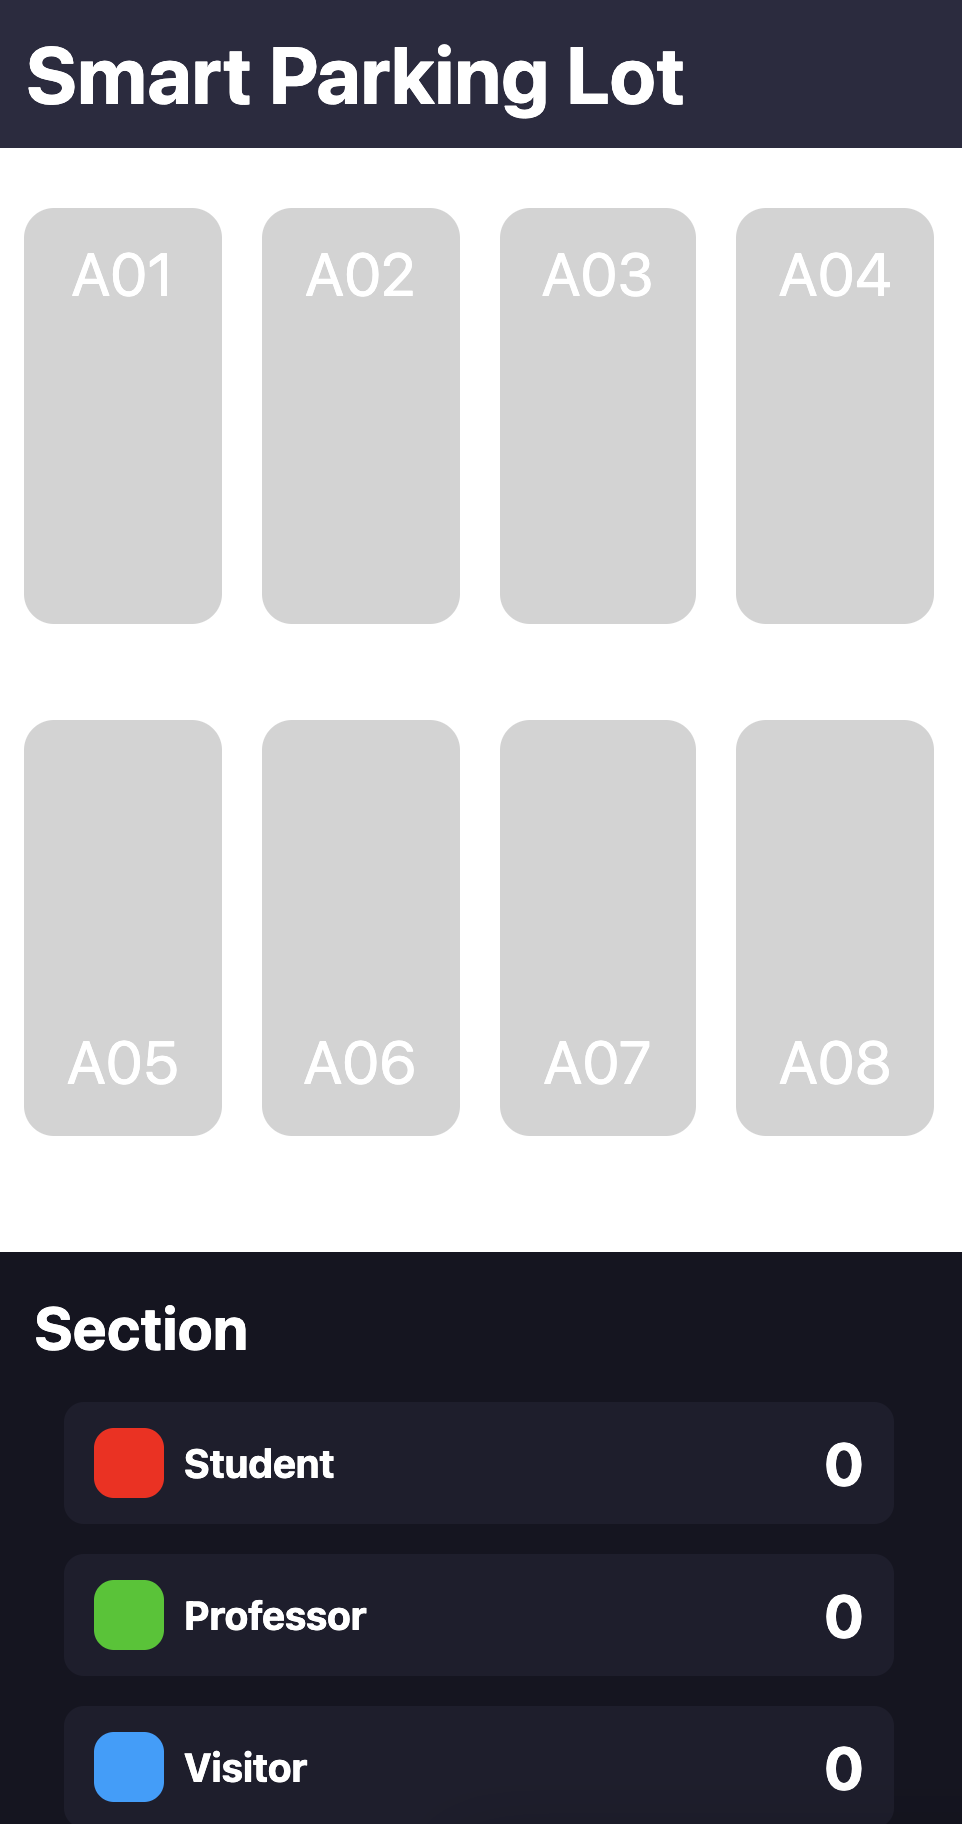 Smart Parking Lot
A01 A02 A03 A04
A05 A06 A07 A08
Section
Student 0
Professor 0
Visitor 0